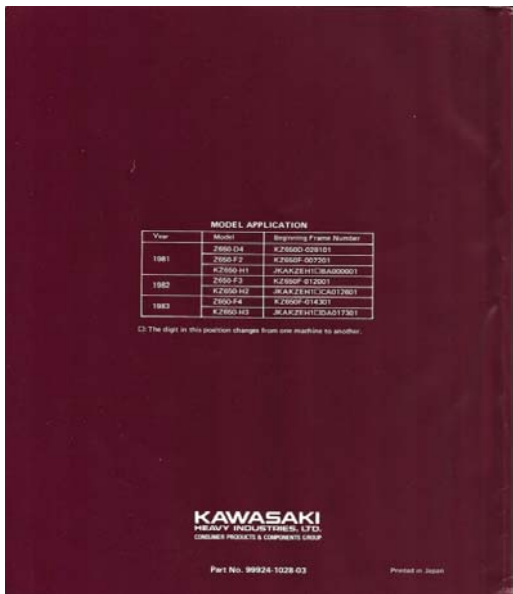 MODEL APPLICATION
Year Model Beginning Frame Number
1981 Z650-D4 KZ650D-028101
Z650-F2 KZ650F-007201
KZ650-H1 JKAKZEH1□BA000001
1982 Z650-F3 KZ650F-012001
KZ650-H2 JKAKZEH1□CA012601
1983 Z650-F4 KZ650F-014301
KZ650-H3 JKAKZEH1□DA017301
□: The digit in this position changes from one machine to another.
KAWASAKI
HEAVY INDUSTRIES, LTD.
CONSUMER PRODUCTS & COMPONENTS GROUP
Part No. 99924-1028-03
Printed in Japan